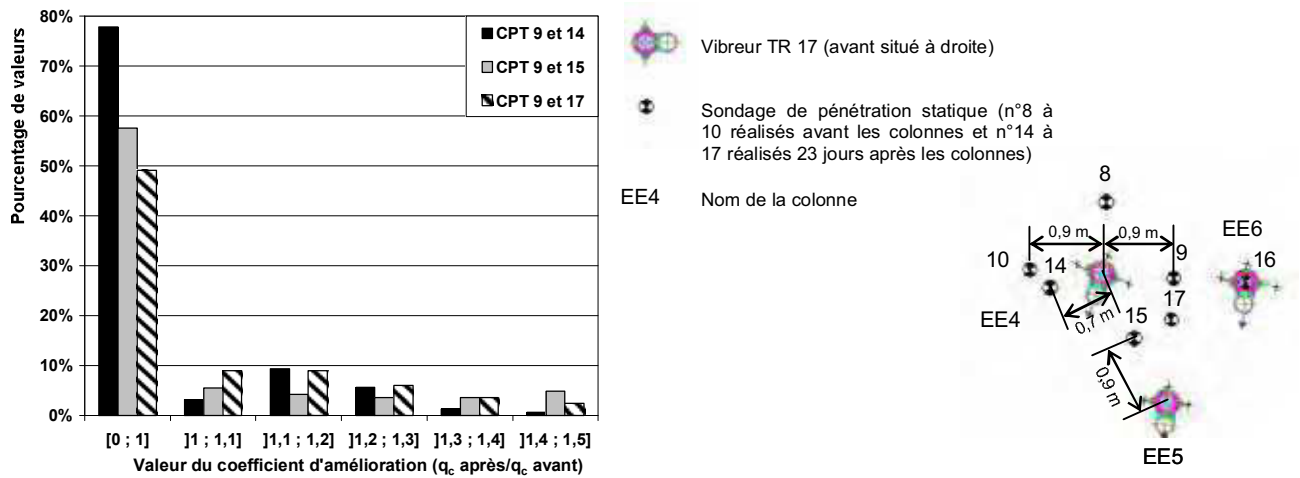 80%
70%
60%
50%
40%
30%
20%
10%
0%
Pourcentage de valeurs
CPT 9 et 14
CPT 9 et 15
CPT 9 et 17
[0 ; 1]
]1 ; 1,1]
]1,1 ; 1,2]
]1,2 ; 1,3]
]1,3 ; 1,4]
]1,4 ; 1,5]
Valeur du coefficient d'amélioration (qc après/qc avant)
Vibreur TR 17 (avant situé à droite)
Sondage de pénétration statique (n°8 à
10 réalisés avant les colonnes et n°14 à
17 réalisés 23 jours après les colonnes)
EE4
Nom de la colonne
8
0,9 m
0,9 m
EE6
10
14
9
16
17
EE4
0,7 m
15
0,9 m
EE5